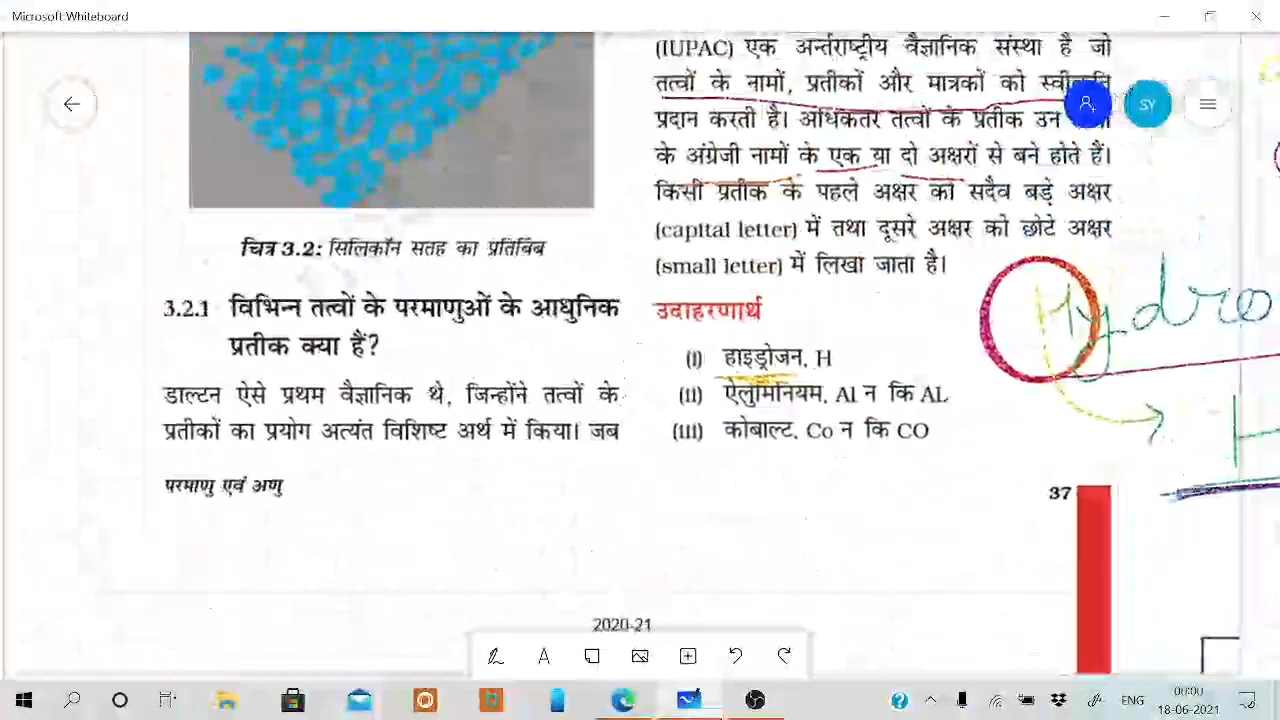 Microsoft Whiteboard
(IUPAC) एक अर्न्तराष्ट्रीय वैज्ञानिक संस्था है जो
तत्वों के नामों, प्रतीकों और मात्रकों को
प्रदान करती है। अधिकतर तत्वों के प्रतीक उन
के अंग्रेजी नामों के एक या दो अक्षरों से बने होते हैं।
किसी प्रतीक के पहले अक्षर को सदैव बड़े अक्षर
(capital letter) में तथा दूसरे अक्षर को छोटे अक्षर
(small letter) में लिखा जाता है।
उदाहरणार्थ
(i) हाइड्रोजन, H
(ii) ऐलुमिनियम, Al न कि AL
(iii) कोबाल्ट, Co न कि CO
37
चित्र 3.2: सिलिकॉन सतह का प्रतिबिंब
3.2.1 विभिन्न तत्वों के परमाणुओं के आधुनिक
प्रतीक क्या हैं?
डाल्टन ऐसे प्रथम वैज्ञानिक थे, जिन्होंने तत्वों के
प्रतीकों का प्रयोग अत्यंत विशिष्ट अर्थ में किया। जब
परमाणु एवं अणु
2020-21
SY
Hydro
H
A
ENG
18-06-2021